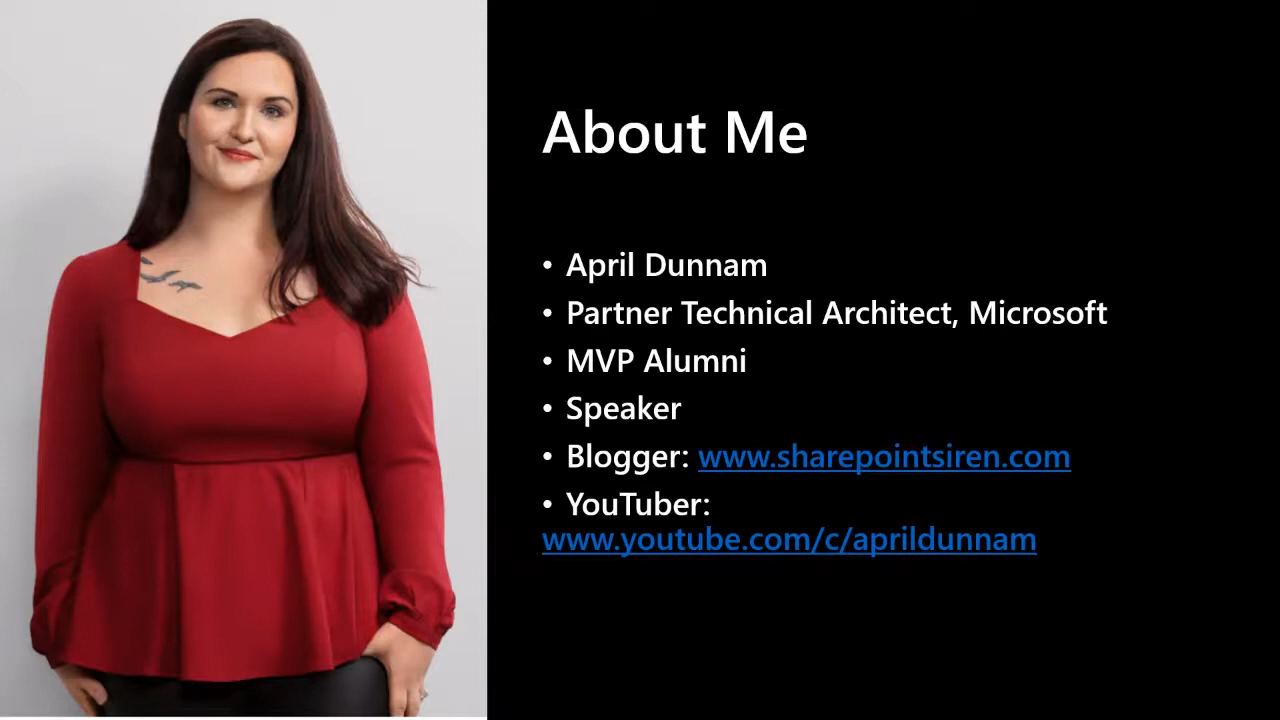 About Me
• April Dunnam
• Partner Technical Architect, Microsoft
• MVP Alumni
• Speaker
• Blogger: www.sharepointsiren.com
• YouTuber:
www.youtube.com/c/aprildunnam